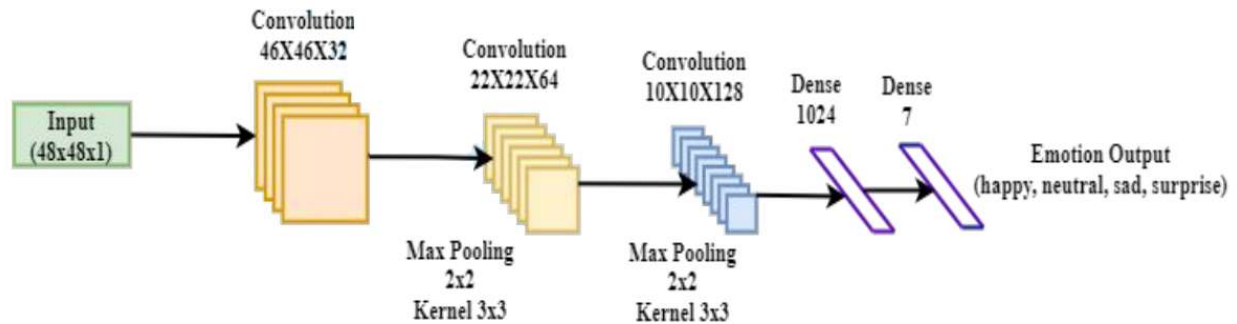 Input
(48x48x1)
Convolution
46X46X32
Convolution
22X22X64
Max Pooling
2x2
Kernel 3x3
Convolution
10X10X128
Max Pooling
2x2
Kernel 3x3
Dense
1024
Dense
7
Emotion Output
(happy, neutral, sad, surprise)